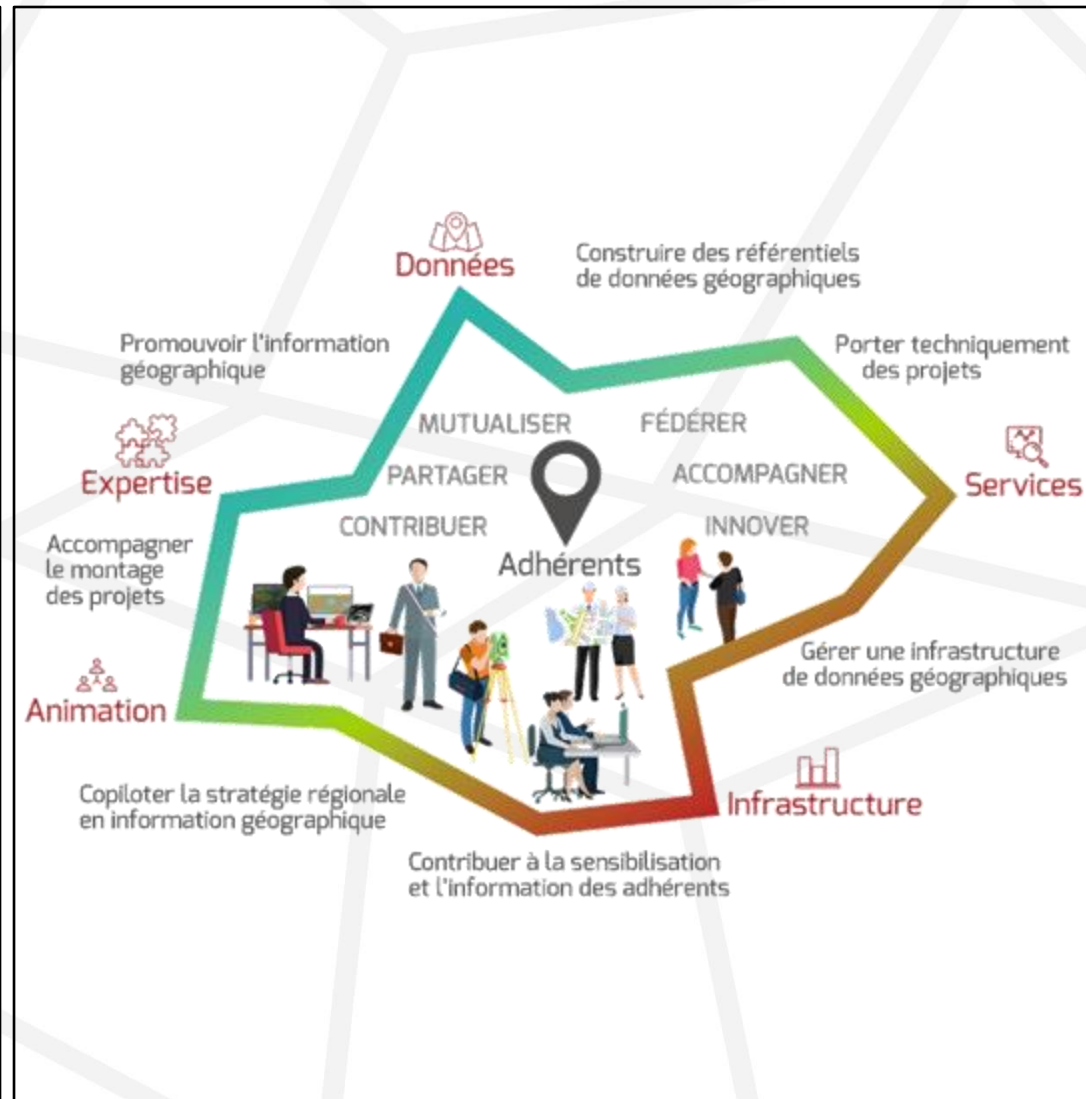 Données
Construire des référentiels
de données géographiques
Promouvoir l'information
géographique
Porter techniquement
des projets
MUTUALISER
FÉDÉRER
Expertise
PARTAGER
ACCOMPAGNER
Services
CONTRIBUER
INNOVER
Accompagner
le montage
des projets
Adhérents
Gérer une infrastructure
de données géographiques
Animation
Infrastructure
Copiloter la stratégie régionale
en information géographique
Contribuer à la sensibilisation
et l'information des adhérents